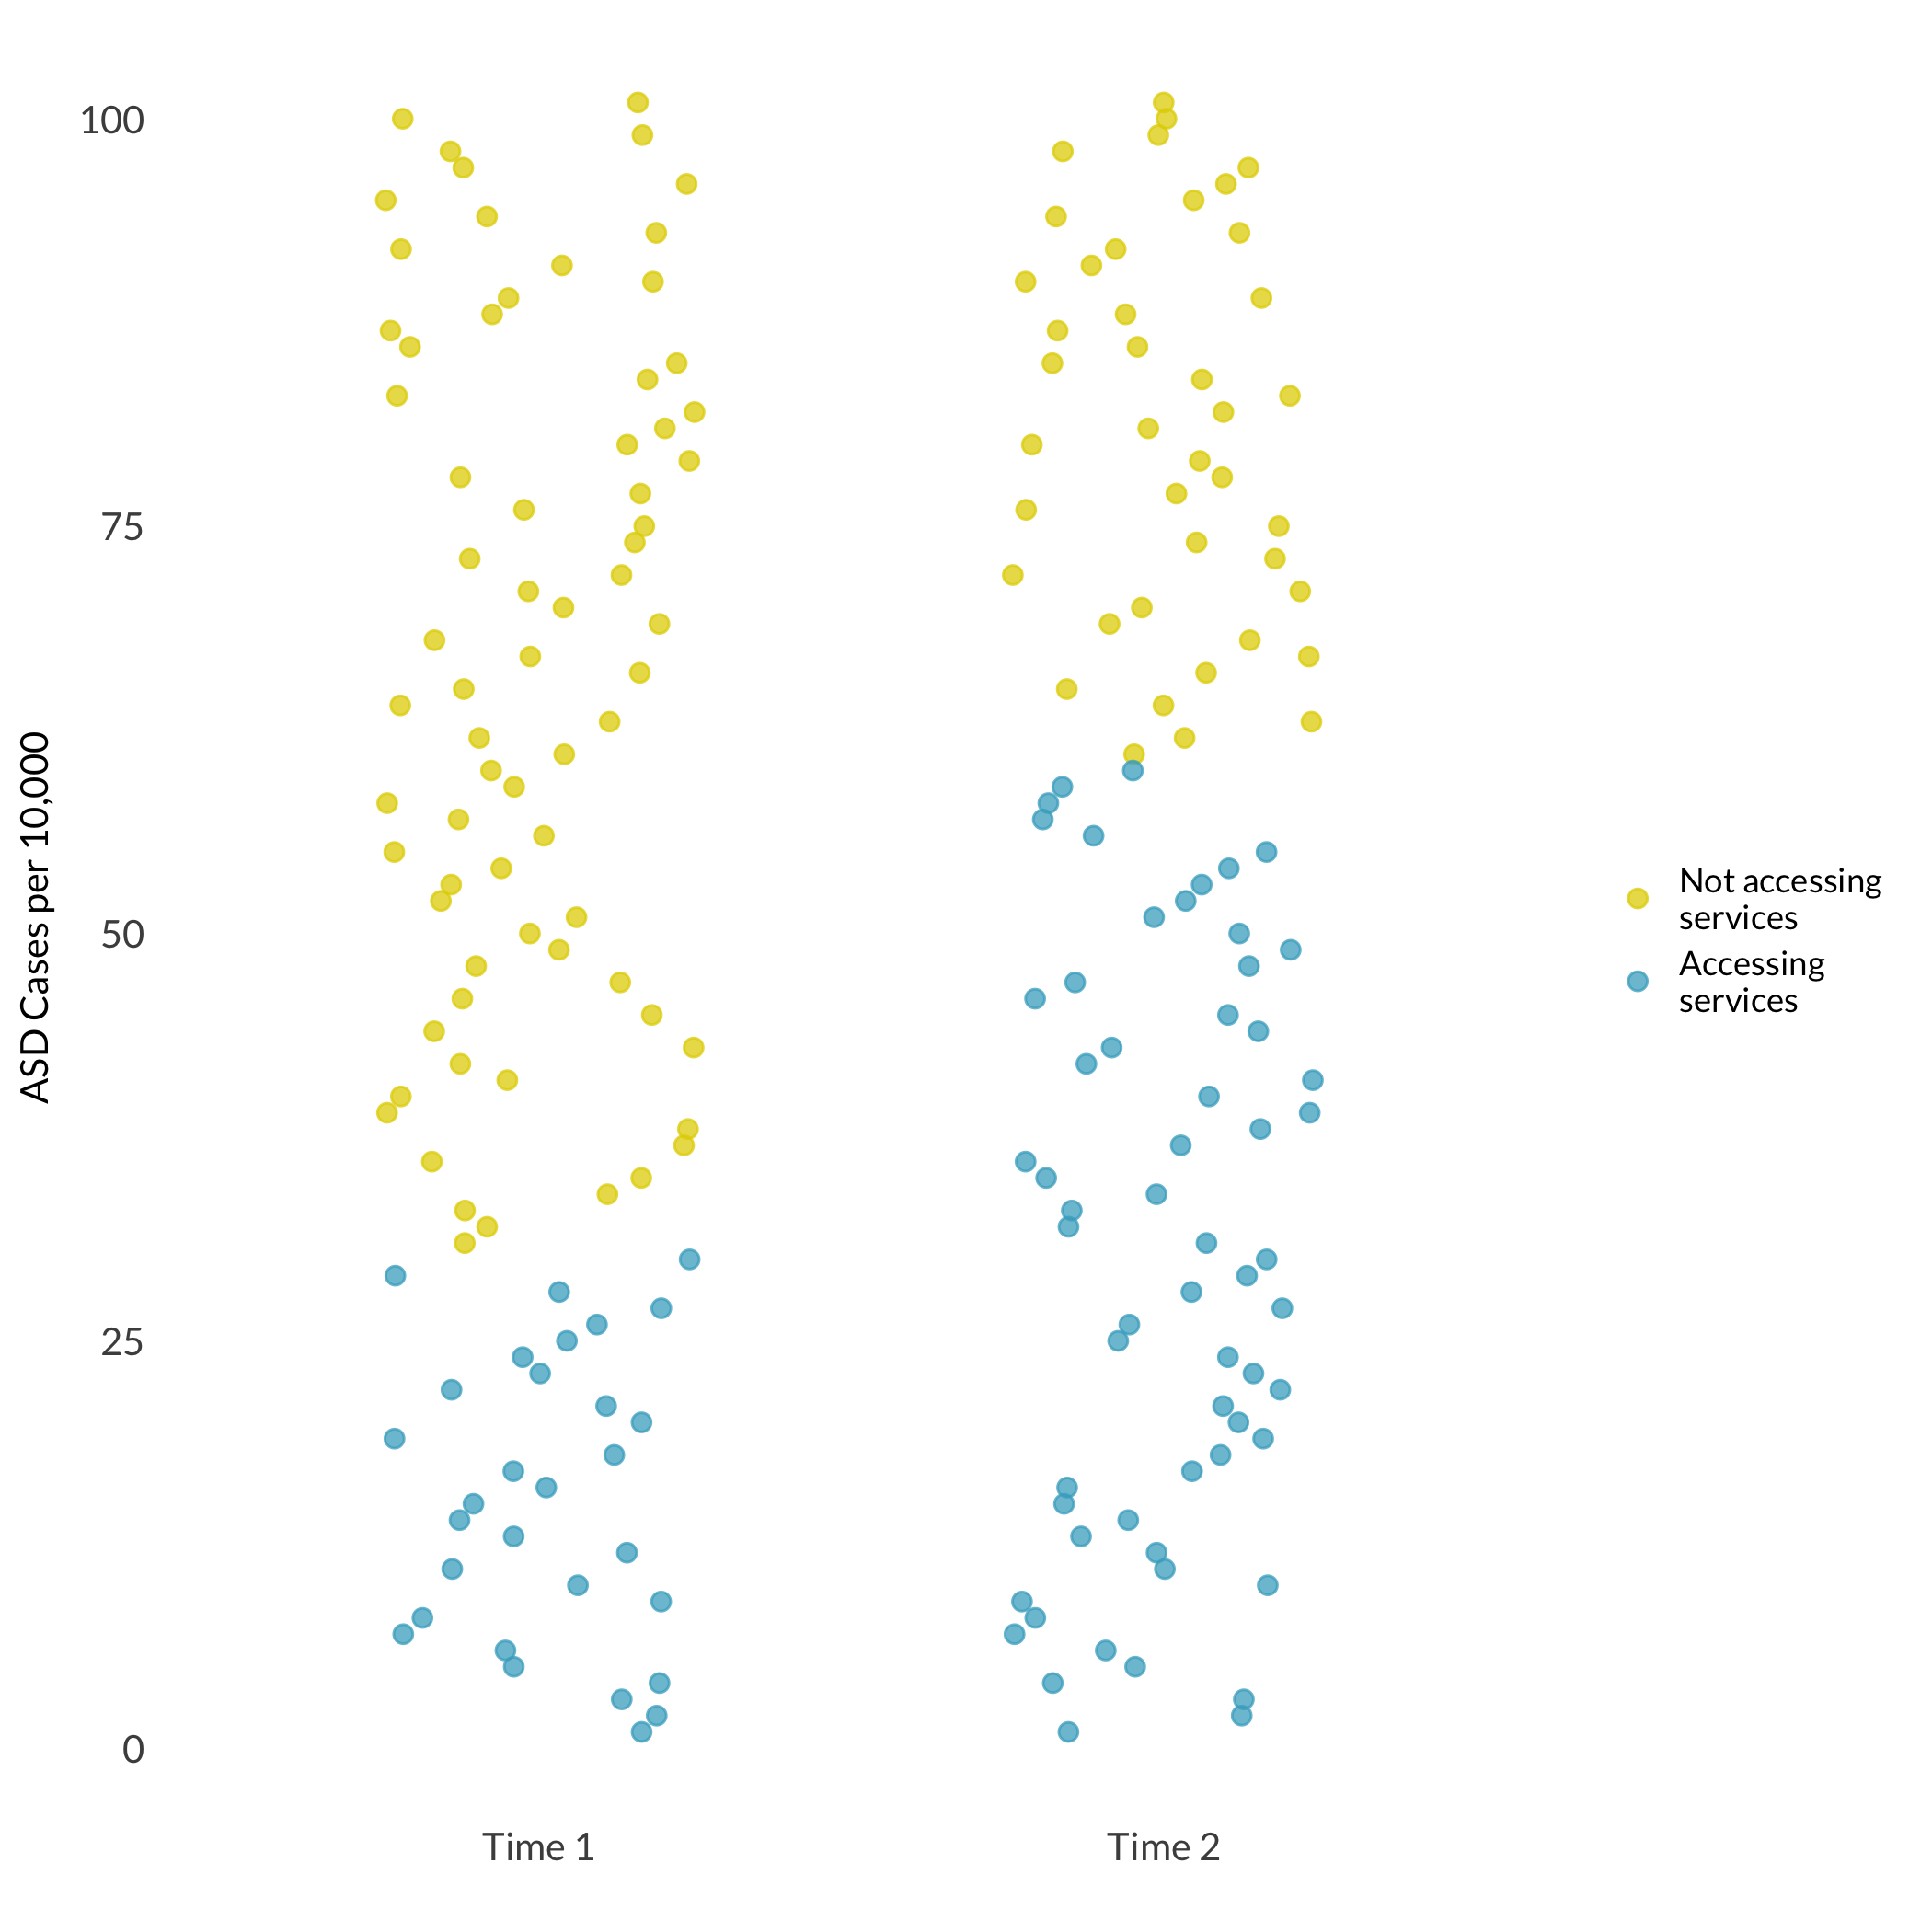 100
75
50
25
0
ASD Cases per 10,000
Time 1
Time 2
Not accessing
services
Accessing
services